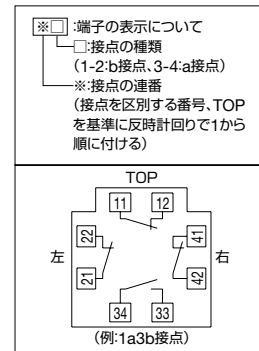 ※□:端子の表示について
□:接点の種類
(1-2:b接点、3-4:a接点)
※:接点の連番
(接点を区別する番号、TOP
を基準に反時計回りで1から
順に付ける)
TOP
11 12
22 41
左 右
21 42
34 33
(例:1a3b接点)